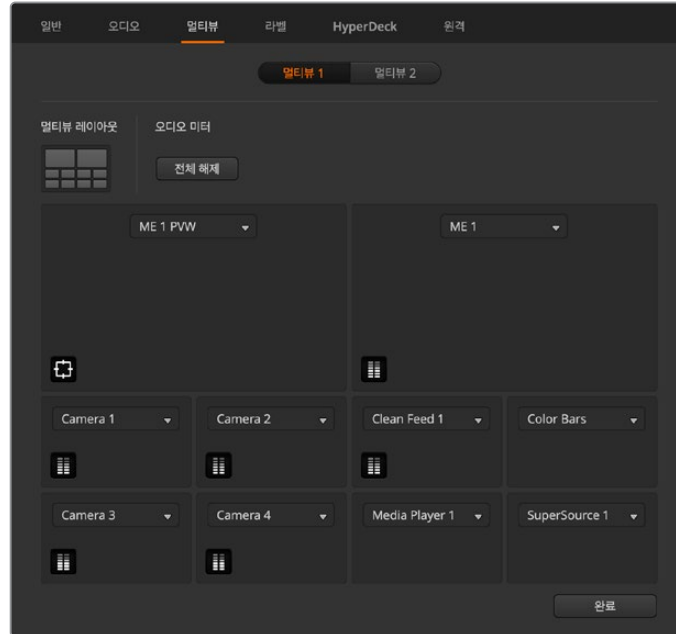 일반 오디오 멀티뷰 라벨 HyperDeck 원격
멀티뷰 1 멀티뷰 2
멀티뷰 레이아웃 오디오 미터
전체 해제
ME 1 PVW ME 1
Camera 1 Camera 2 Clean Feed 1 Color Bars
Camera 3 Camera 4 Media Player 1 SuperSource 1
완료